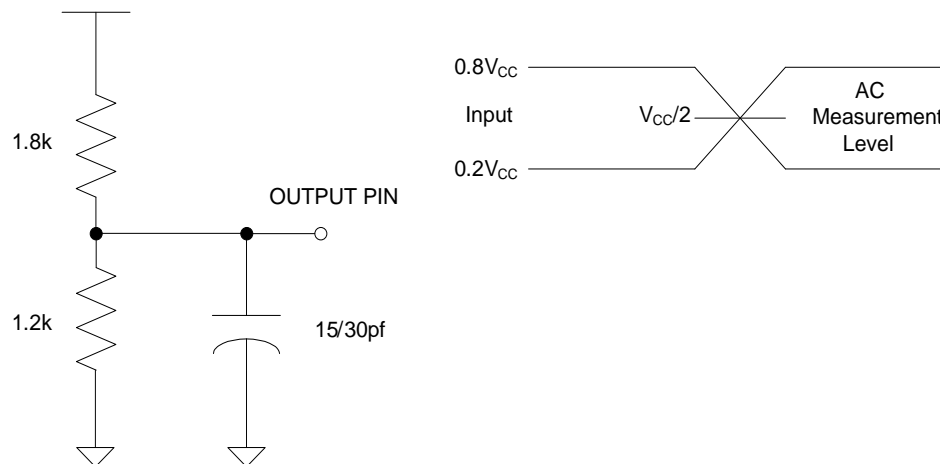 1.8k
1.2k
OUTPUT PIN
15/30pf
0.8VCC
Input
0.2VCC
VCC/2
AC
Measurement
Level